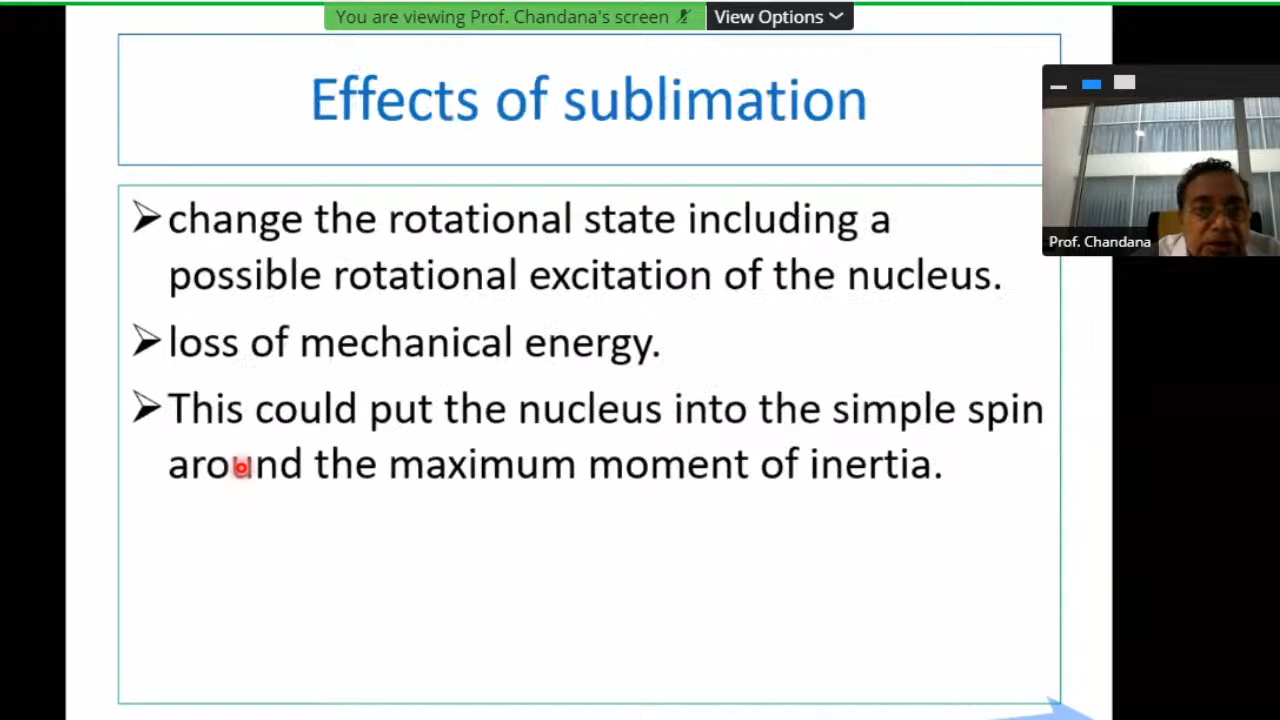 You are viewing Prof. Chandana's screen
View Options
Effects of sublimation
Prof. Chandana
change the rotational state including a
possible rotational excitation of the nucleus.
loss of mechanical energy.
This could put the nucleus into the simple spin
around the maximum moment of inertia.